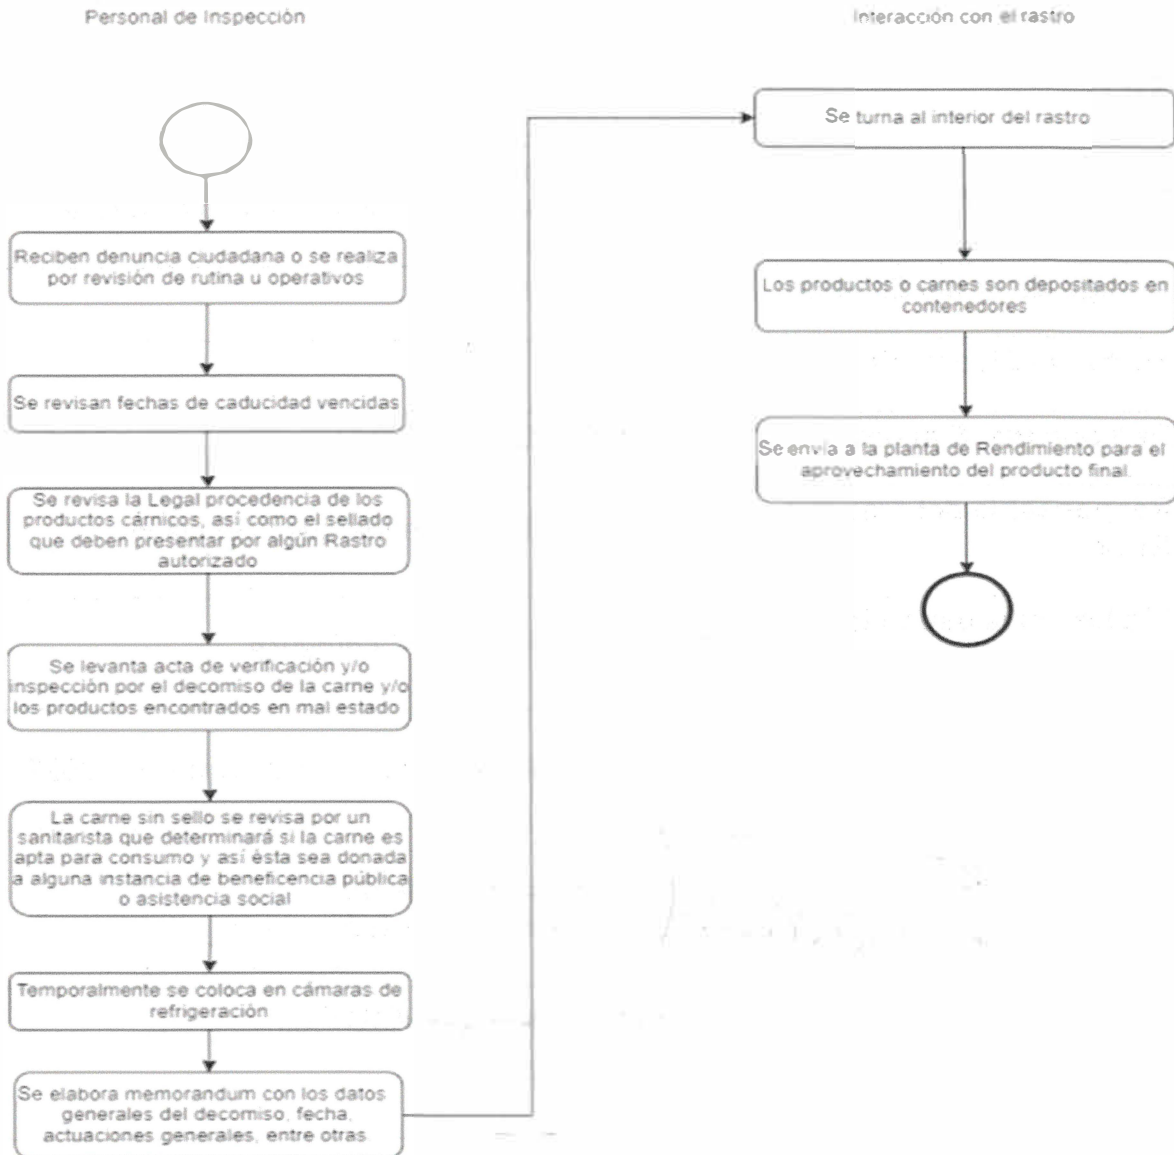 Personal de Inspección
Interacción con el rastro
Reciben denuncia ciudadana o se realiza
por revisión de rutina u operativos
Se revisan fechas de caducidad vencidas
Se revisa la Legal procedencia de los
productos cárnicos, así como el sellado
que deben presentar por algún Rastro
autorizado
Se levanta acta de verificación y/o
inspección por el decomiso de la carne y/o
los productos encontrados en mal estado
La carne sin sello se revisa por un
sanitarista que determinará si la carne es
apta para consumo y así ésta sea donada
a alguna instancia de beneficencia pública
o asistencia social
Temporalmente se coloca en cámaras de
refrigeración
Se elabora memorandum con los datos
generales del decomiso, fecha,
actuaciones generales, entre otras
Se turna al interior del rastro
Los productos o carnes son depositados en
contenedores
Se envía a la planta de Rendimiento para el
aprovechamiento del producto final.